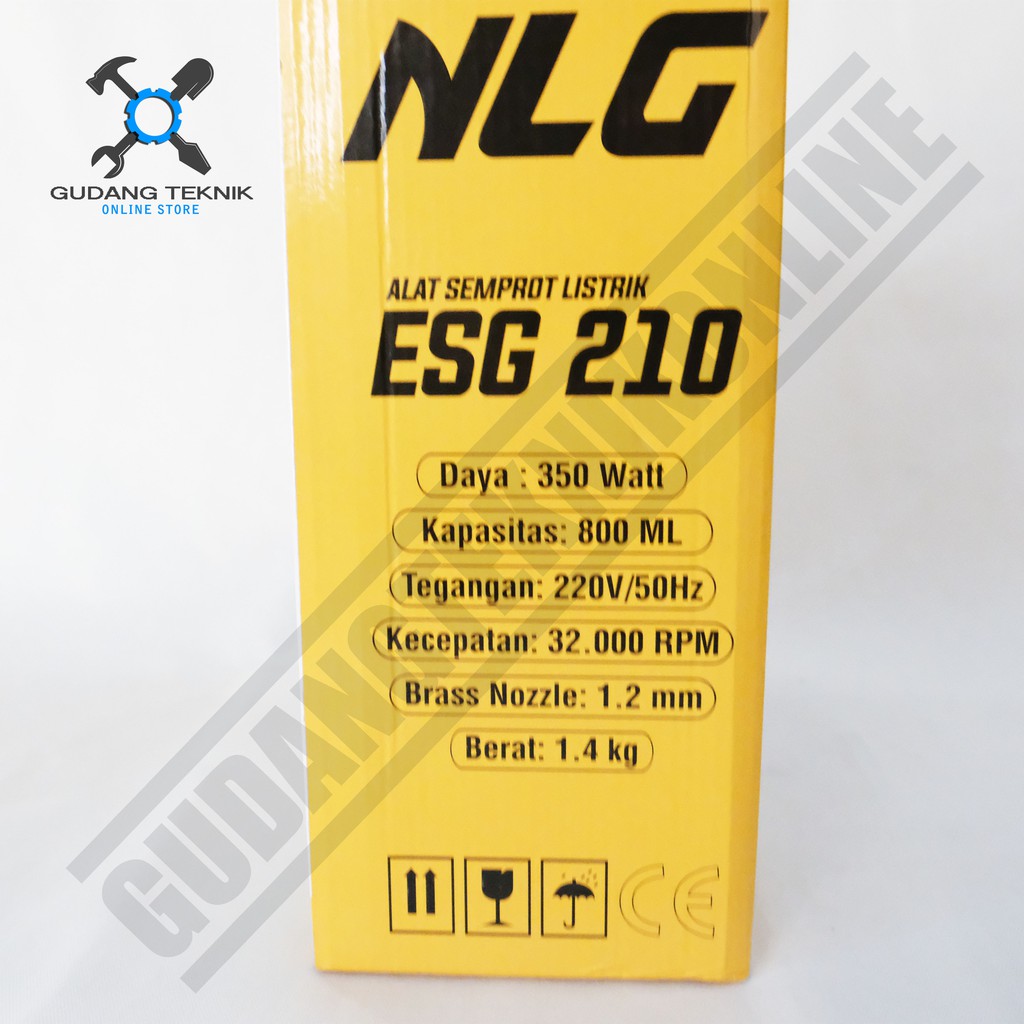 NLG
GUDANG TEKNIK
ONLINE STORE
ALAT SEMPROT LISTRIK
ESG 210
Daya : 350 Watt
Kapasitas: 800 ML
Tegangan: 220V/50Hz
Kecepatan: 32.000 RPM
Brass Nozzle: 1.2 mm
Berat: 1.4 kg
CE
GUDANGTEKNIKONLINE